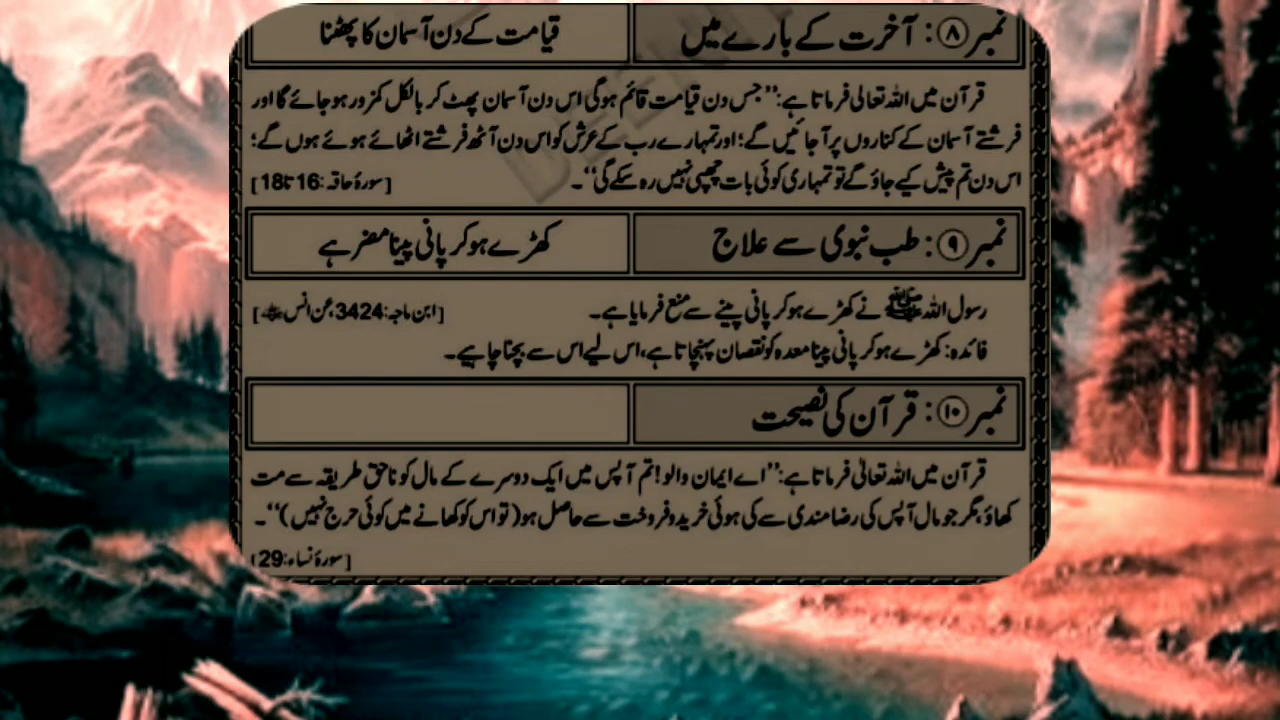 نمبر ⑧: آخرت کے بارے میں
قیامت کے دن آسمان کا پھٹنا
قرآن میں اللہ تعالیٰ فرماتا ہے: ”جس دن قیامت قائم ہوگی اس دن آسمان پھٹ کر بالکل کمزور ہو جائے گا اور
فرشتے آسمان کے کناروں پر آجائیں گے؛ اور تمہارے رب کے عرش کو اس دن آٹھ فرشتے اٹھائے ہوئے ہوں گے؛
اس دن تم پیش کیے جاؤ گے تو تمہاری کوئی بات چھپی نہیں رہ سکے گی“۔ [سورۂ حاقہ: 16 تا 18]
نمبر ⑨: طب نبوی سے علاج
کھڑے ہو کر پانی پینا مضر ہے
رسول اللہ ﷺ نے کھڑے ہو کر پانی پینے سے منع فرمایا ہے۔ [ابن ماجہ: 3424، عن انس ؓ]
فائدہ: کھڑے ہو کر پانی پینا معدہ کو نقصان پہنچاتا ہے، اس لیے اس سے بچنا چاہیے۔
نمبر ⑩: قرآن کی نصیحت
قرآن میں اللہ تعالیٰ فرماتا ہے: ”اے ایمان والو! تم آپس میں ایک دوسرے کے مال کو ناحق طریقہ سے مت
کھاؤ، مگر جو مال آپس کی رضامندی سے کی ہوئی خرید و فروخت سے حاصل ہو (تو اس کو کھانے میں کوئی حرج نہیں)“۔
[سورۂ نساء: 29]